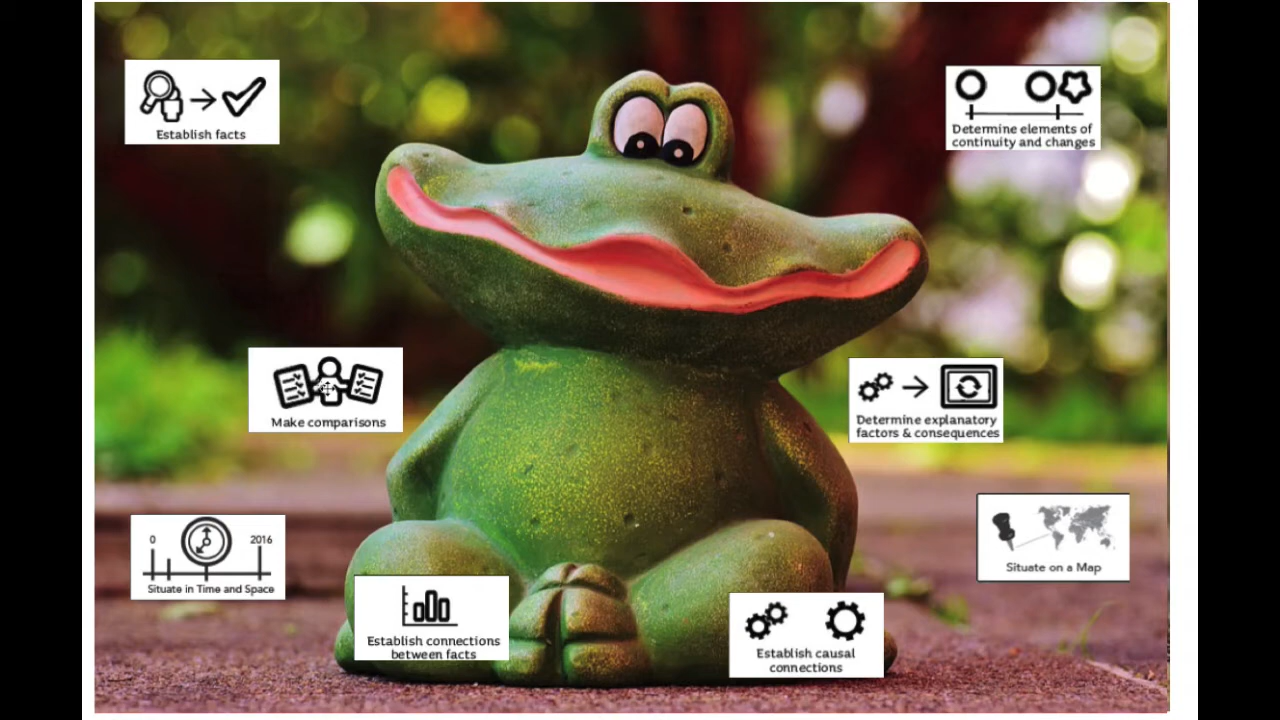 Establish facts
Determine elements of
continuity and changes
Make comparisons
Determine explanatory
factors & consequences
0 2016
Situate in Time and Space
Situate on a Map
Establish connections
between facts
Establish causal
connections